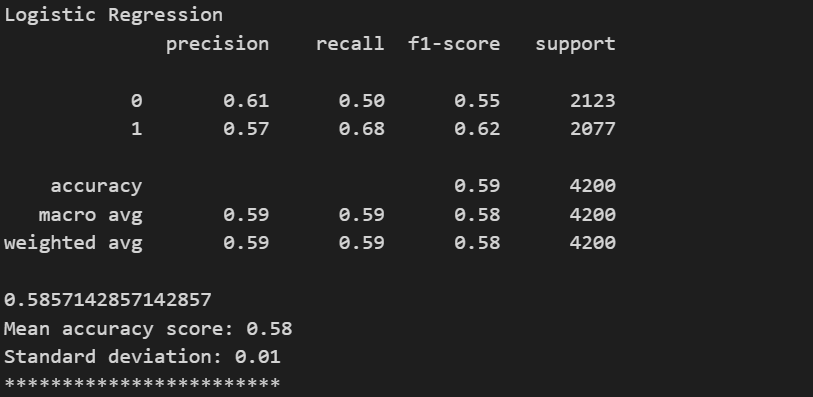 Logistic Regression
precision recall f1-score support
0 0.61 0.50 0.55 2123
1 0.57 0.68 0.62 2077
accuracy 0.59 4200
macro avg 0.59 0.59 0.58 4200
weighted avg 0.59 0.59 0.58 4200
0.5857142857142857
Mean accuracy score: 0.58
Standard deviation: 0.01
************************